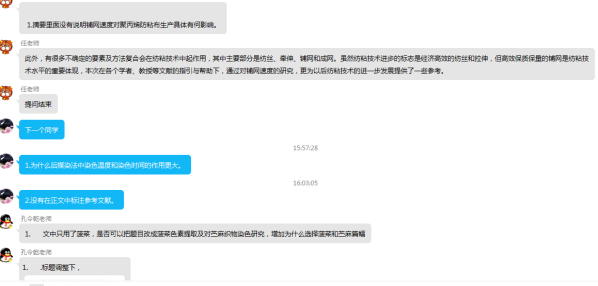 1.摘要里面没有说明铺网速度对聚丙烯纺粘布生产具体有何影响。
任老师
此外，有很多不确定的要素及方法复合会在纺粘技术中起作用，其中主要部分是纺丝、牵伸、铺网和成网。虽然纺粘技术进步的标志是经济高效的纺丝和拉伸，但高效保质保量的铺网是纺粘技
术水平的重要体现，本次在各个学者、教授等文献的指引与帮助下，通过对铺网速度的研究，更为以后纺粘技术的进一步发展提供了一些参考。
任老师
提问结束
下一个同学
15:57:28
1.为什么后媒染法中染色温度和染色时间的作用更大。
16:03:05
2.没有在正文中标注参考文献。
孔令乾老师
1. 文中只用了菠菜，是否可以把题目改成菠菜色素提取及对苎麻织物染色研究，增加为什么选择菠菜和苎麻篇幅
孔令乾老师
1. .标题调整下，